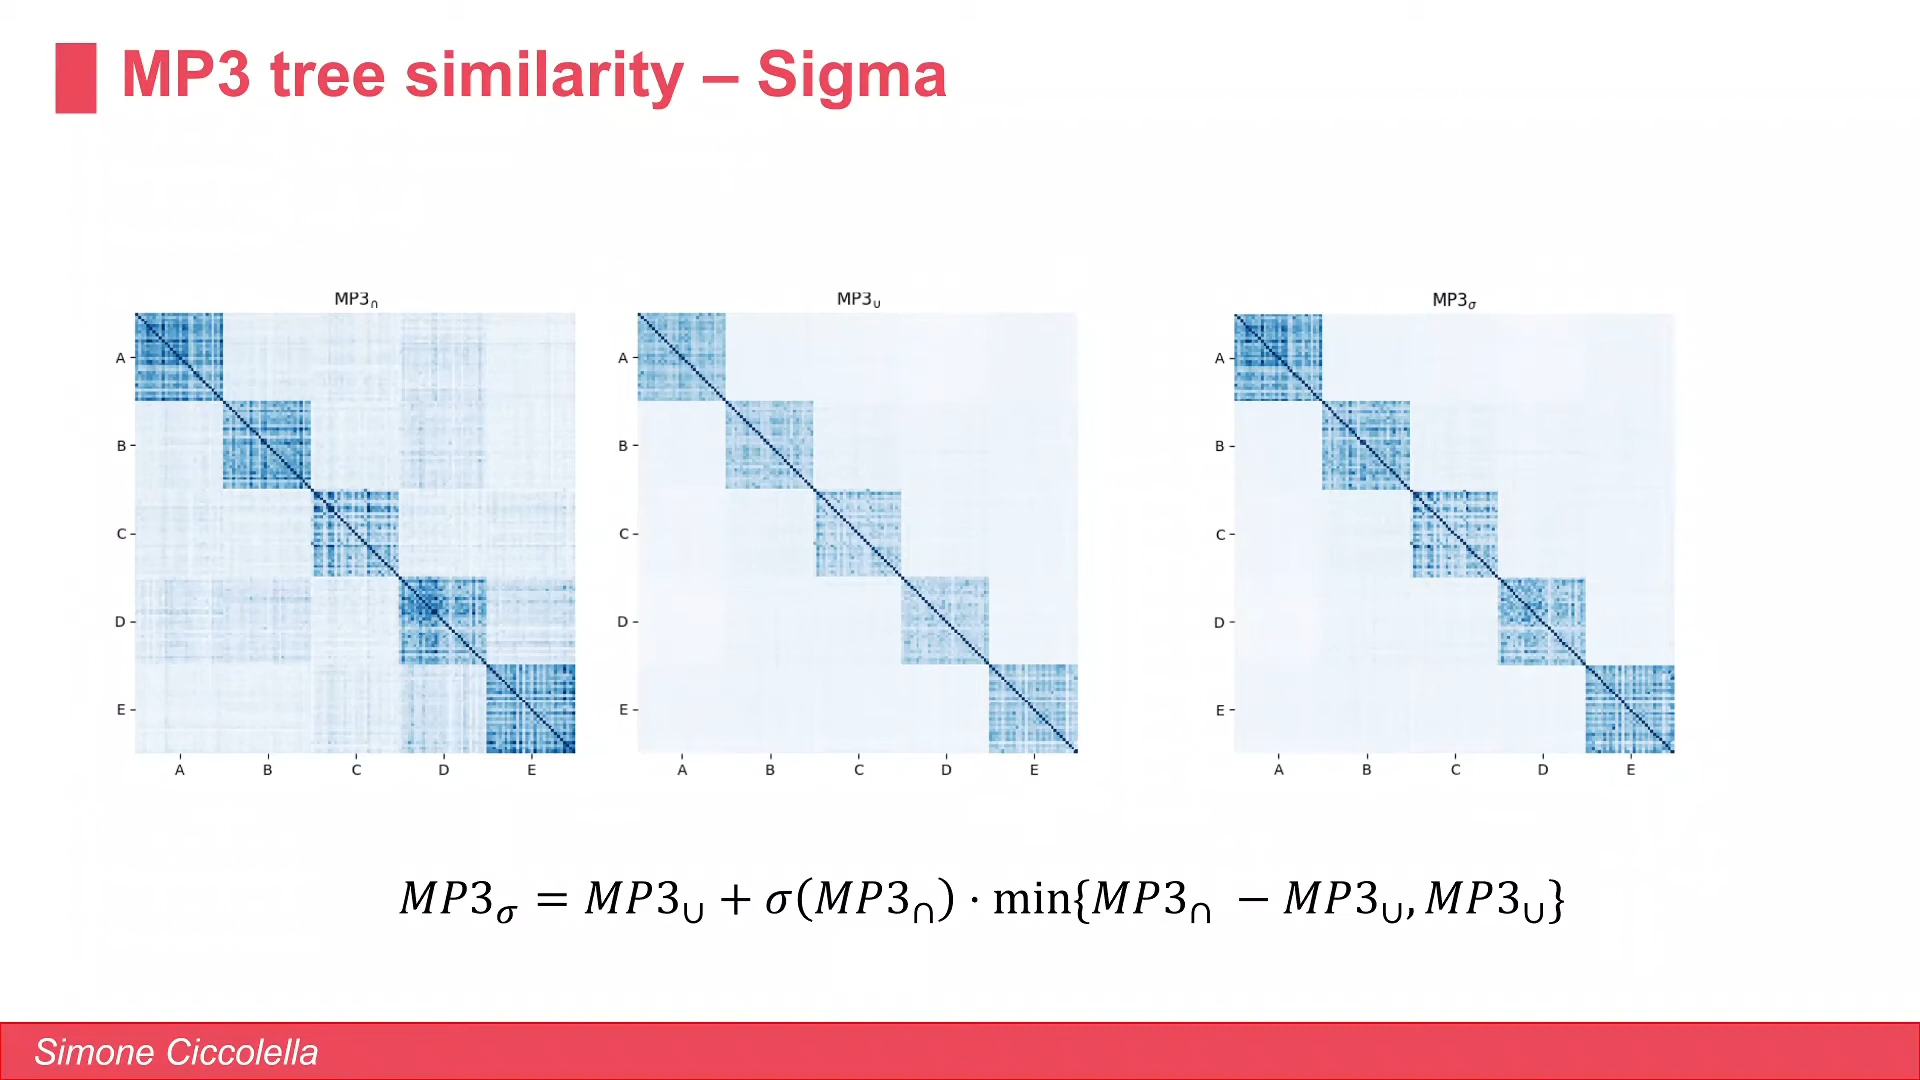 MP3 tree similarity – Sigma
MP3∩
A
B
C
D
E
A B C D E
MP3∪
A
B
C
D
E
A B C D E
MP3σ
A
B
C
D
E
A B C D E
MP3σ = MP3∪ + σ(MP3∩) · min{MP3∩ − MP3∪, MP3∪}
Simone Ciccolella